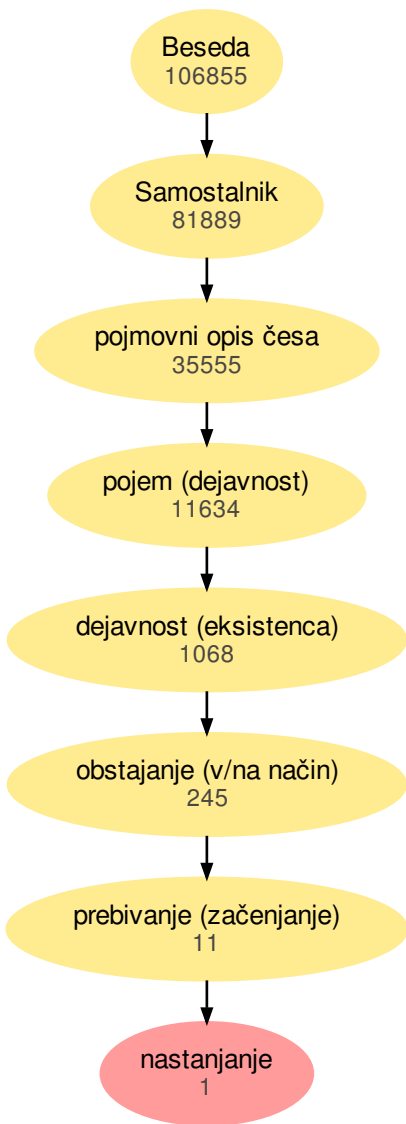 Beseda
106855
Samostalnik
81889
pojmovni opis česa
35555
pojem (dejavnost)
11634
dejavnost (eksistenca)
1068
obstajanje (v/na način)
245
prebivanje (začenjanje)
11
nastanjanje
1